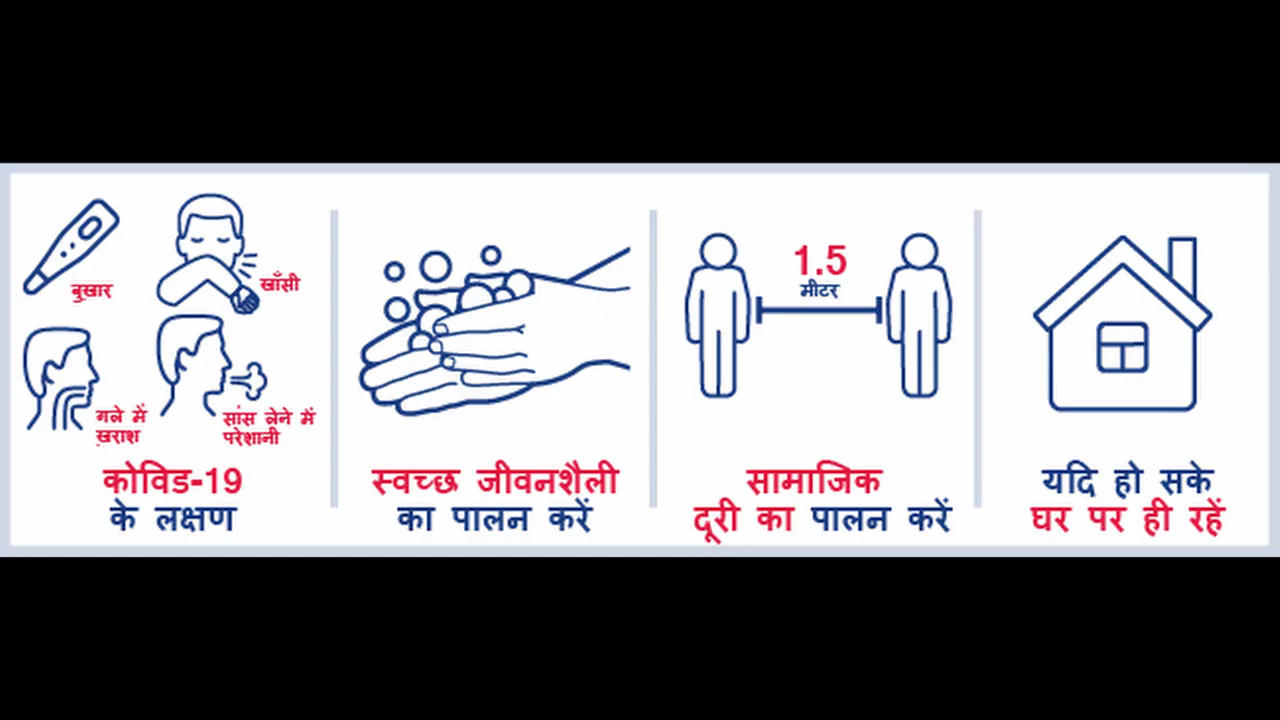 बुखार
खाँसी
गले में
ख़राश
सांस लेने में
परेशानी
कोविड-19
के लक्षण
स्वच्छ जीवनशैली
का पालन करें
1.5
मीटर
सामाजिक
दूरी का पालन करें
यदि हो सके
घर पर ही रहें